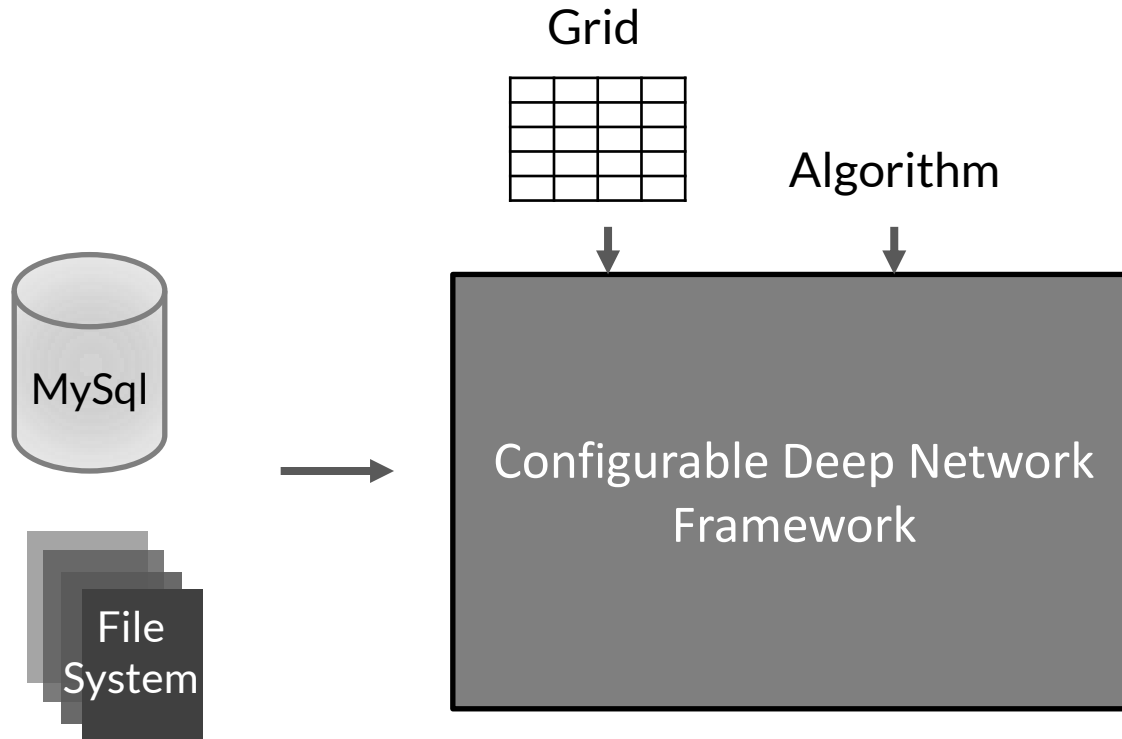 Grid
Algorithm
MySql
Configurable Deep Network
Framework
File
System